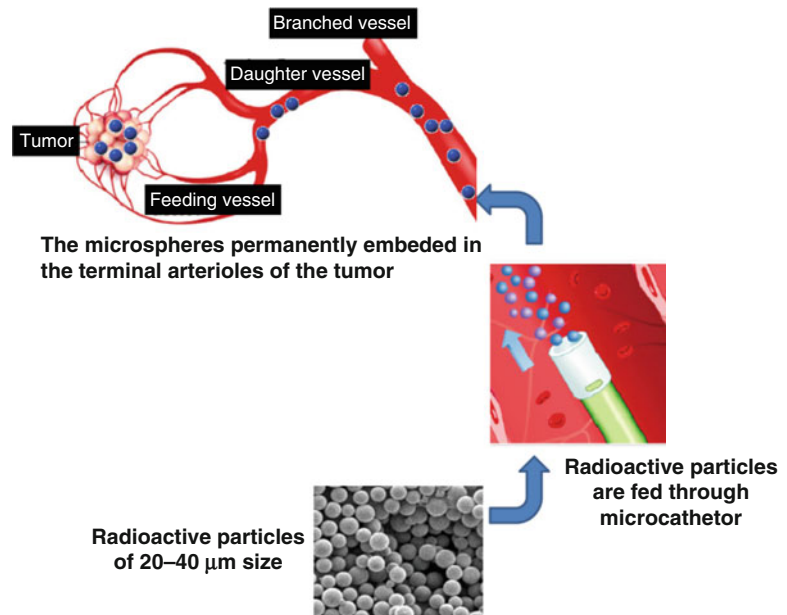 Branched vessel
Daughter vessel
Tumor
Feeding vessel
The microspheres permanently embeded in
the terminal arterioles of the tumor
Radioactive particles
are fed through
microcathetor
Radioactive particles
of 20–40 μm size